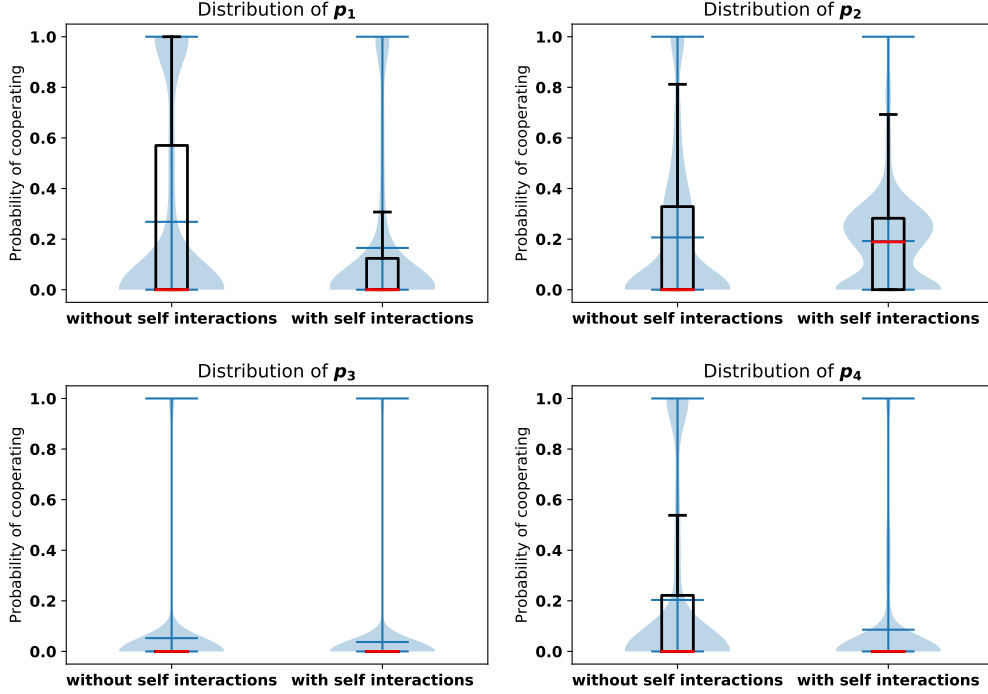 Distribution of p1
Probability of cooperating
1.0
0.8
0.6
0.4
0.2
0.0
without self interactions
with self interactions
Distribution of p2
Probability of cooperating
1.0
0.8
0.6
0.4
0.2
0.0
without self interactions
with self interactions
Distribution of p3
Probability of cooperating
1.0
0.8
0.6
0.4
0.2
0.0
without self interactions
with self interactions
Distribution of p4
Probability of cooperating
1.0
0.8
0.6
0.4
0.2
0.0
without self interactions
with self interactions